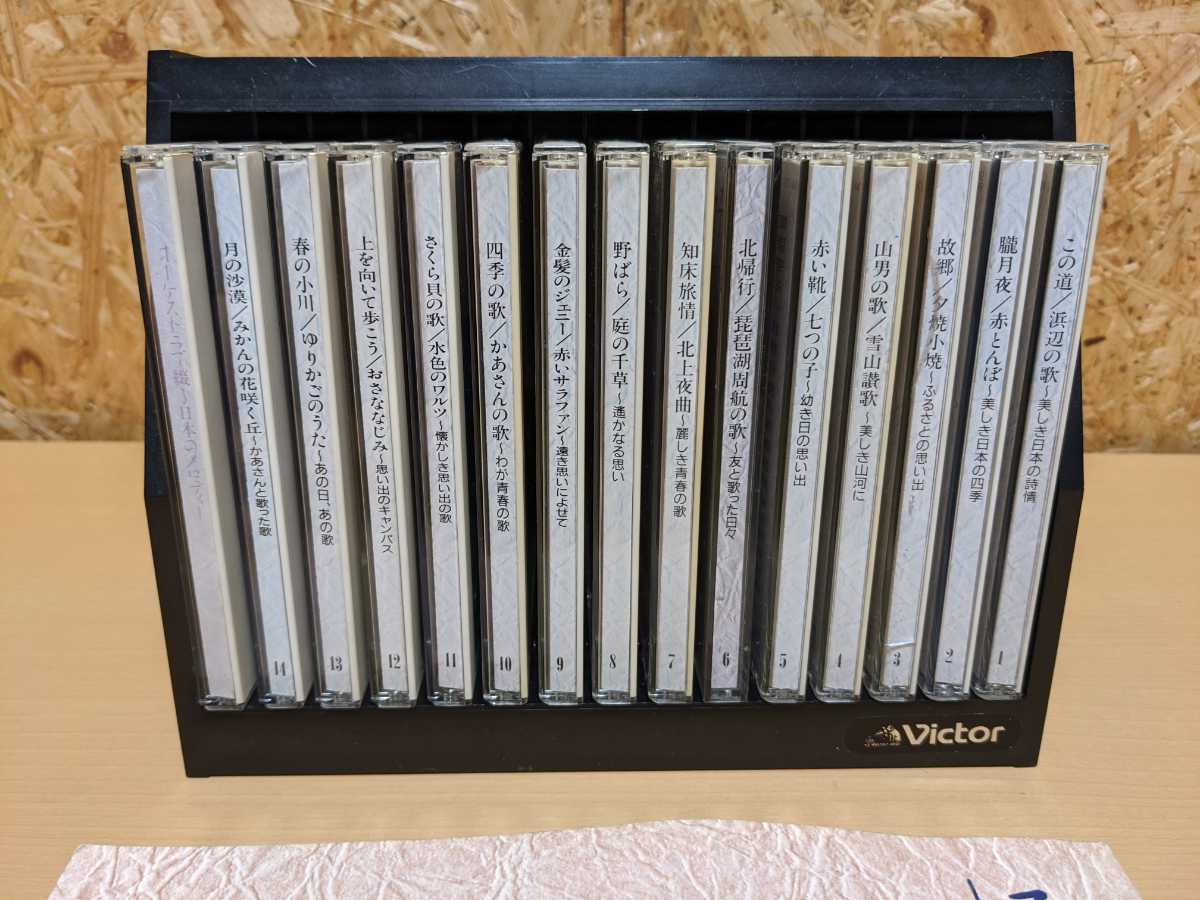 この道/浜辺の歌～美しき日本の詩情
1
朧月夜/赤とんぼ～美しき日本の四季
2
故郷/夕焼小焼～ふるさとの思い出
3
山男の歌/雪山讃歌～美しき山河に
4
赤い靴/七つの子～幼き日の思い出
5
北帰行/琵琶湖周航の歌～友と歌った日々
6
知床旅情/北上夜曲～麗しき青春の歌
7
野ばら/庭の千草～遙かなる思い
8
金髪のジェニー/赤いサラファン～遠き思いによせて
9
四季の歌/かあさんの歌～わが青春の歌
10
さくら貝の歌/水色のワルツ～懐かしき思い出の歌
11
上を向いて歩こう/おさななじみ～思い出のキャンバス
12
春の小川/ゆりかごのうた～あの日、あの歌
13
月の沙漠/みかんの花咲く丘～かあさんと歌った歌
14
日本のメロディー
Victor